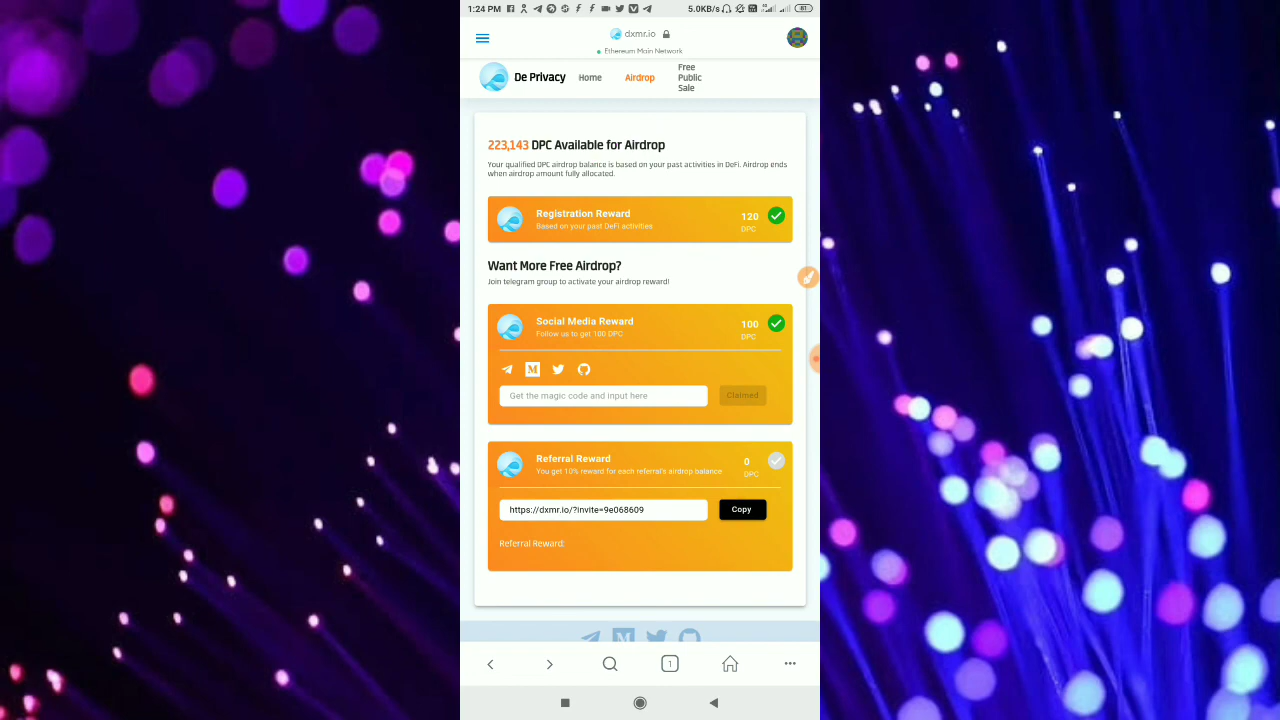 1:24 PM
5.0KB/s
61
dxmr.io
Ethereum Main Network
De Privacy
Home
Airdrop
Free
Public
Sale
223,143 DPC Available for Airdrop
Your qualified DPC airdrop balance is based on your past activities in DeFi. Airdrop ends
when airdrop amount fully allocated.
Registration Reward
120
Based on your past DeFi activities
DPC
Want More Free Airdrop?
Join telegram group to activate your airdrop reward!
Social Media Reward
100
Follow us to get 100 DPC
DPC
M
Get the magic code and input here
Claimed
Referral Reward
0
You get 10% reward for each referral's airdrop balance
DPC
https://dxmr.io/?invite=9e068609
Copy
Referral Reward:
M
1